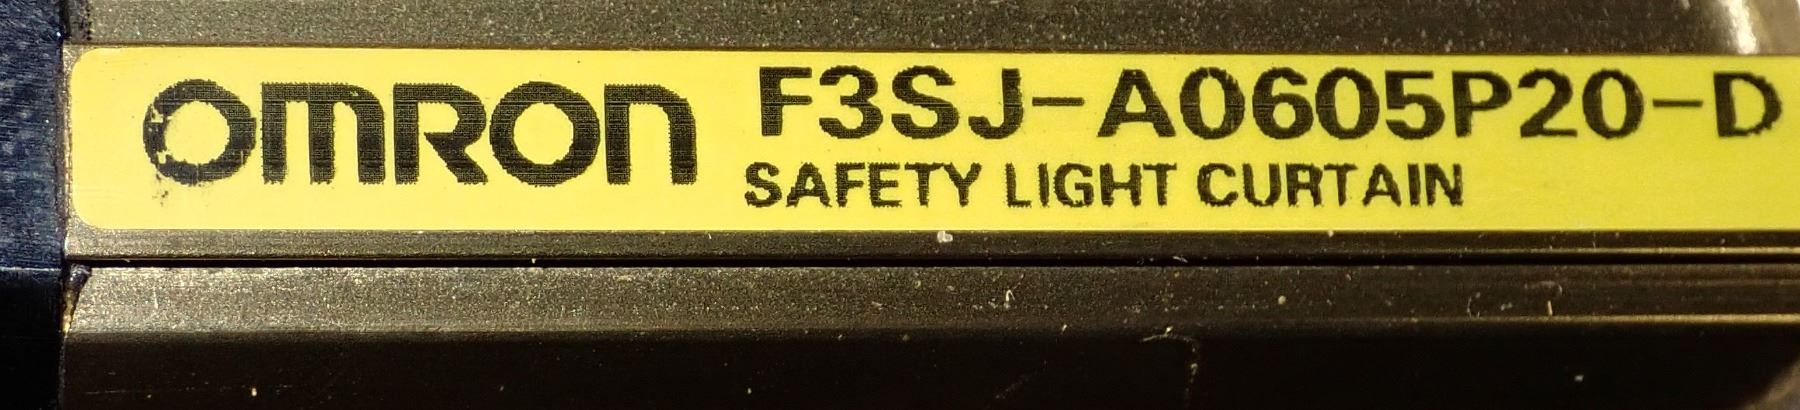 OMRON F3SJ-A0605P20-D
SAFETY LIGHT CURTAIN